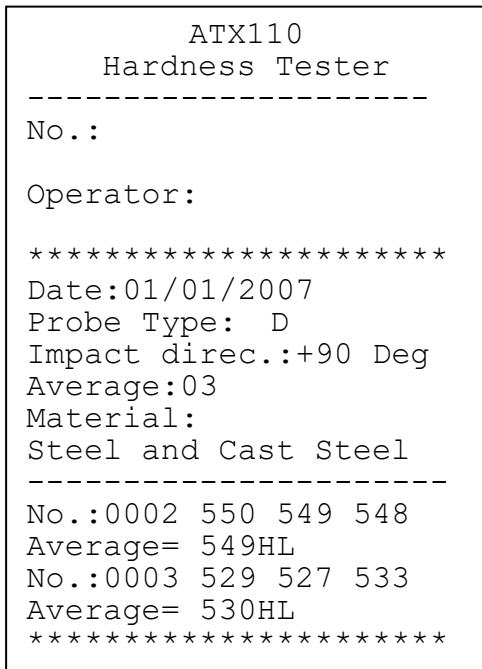 ATX110
Hardness Tester
---------------------
No.:
Operator:
**********************
Date:01/01/2007
Probe Type:  D
Impact direc.:+90 Deg
Average:03
Material:
Steel and Cast Steel
----------------------
No.:0002 550 549 548
Average= 549HL
No.:0003 529 527 533
Average= 530HL
**********************